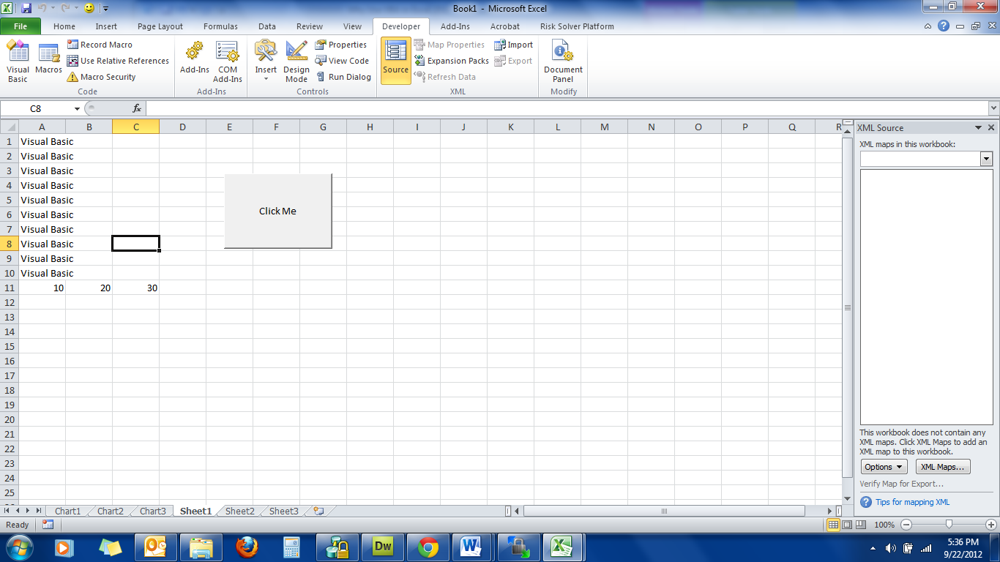 Book1 - Microsoft Excel
File Home Insert Page Layout Formulas Data Review View Developer Add-Ins Acrobat Risk Solver Platform
Visual Basic
Macros
Record Macro
Use Relative References
Macro Security
Code
Add-Ins
COM Add-Ins
Add-Ins
Insert
Design Mode
Properties
View Code
Run Dialog
Controls
Source
Map Properties
Expansion Packs
Refresh Data
Import
Export
XML
Document Panel
Modify
C8 fx
A B C D E F G H I J K L M N O P Q R
1 Visual Basic
2 Visual Basic
3 Visual Basic
4 Visual Basic
5 Visual Basic
6 Visual Basic
7 Visual Basic
8 Visual Basic
9 Visual Basic
10 Visual Basic
11 10 20 30
12
13
14
15
16
17
18
19
20
21
22
23
24
25
Click Me
XML Source
XML maps in this workbook:
This workbook does not contain any
XML maps. Click XML Maps to add an
XML map to this workbook.
Options XML Maps...
Verify Map for Export...
Tips for mapping XML
Chart1 Chart2 Chart3 Sheet1 Sheet2 Sheet3
Ready 100%
Dw
5:36 PM
9/22/2012